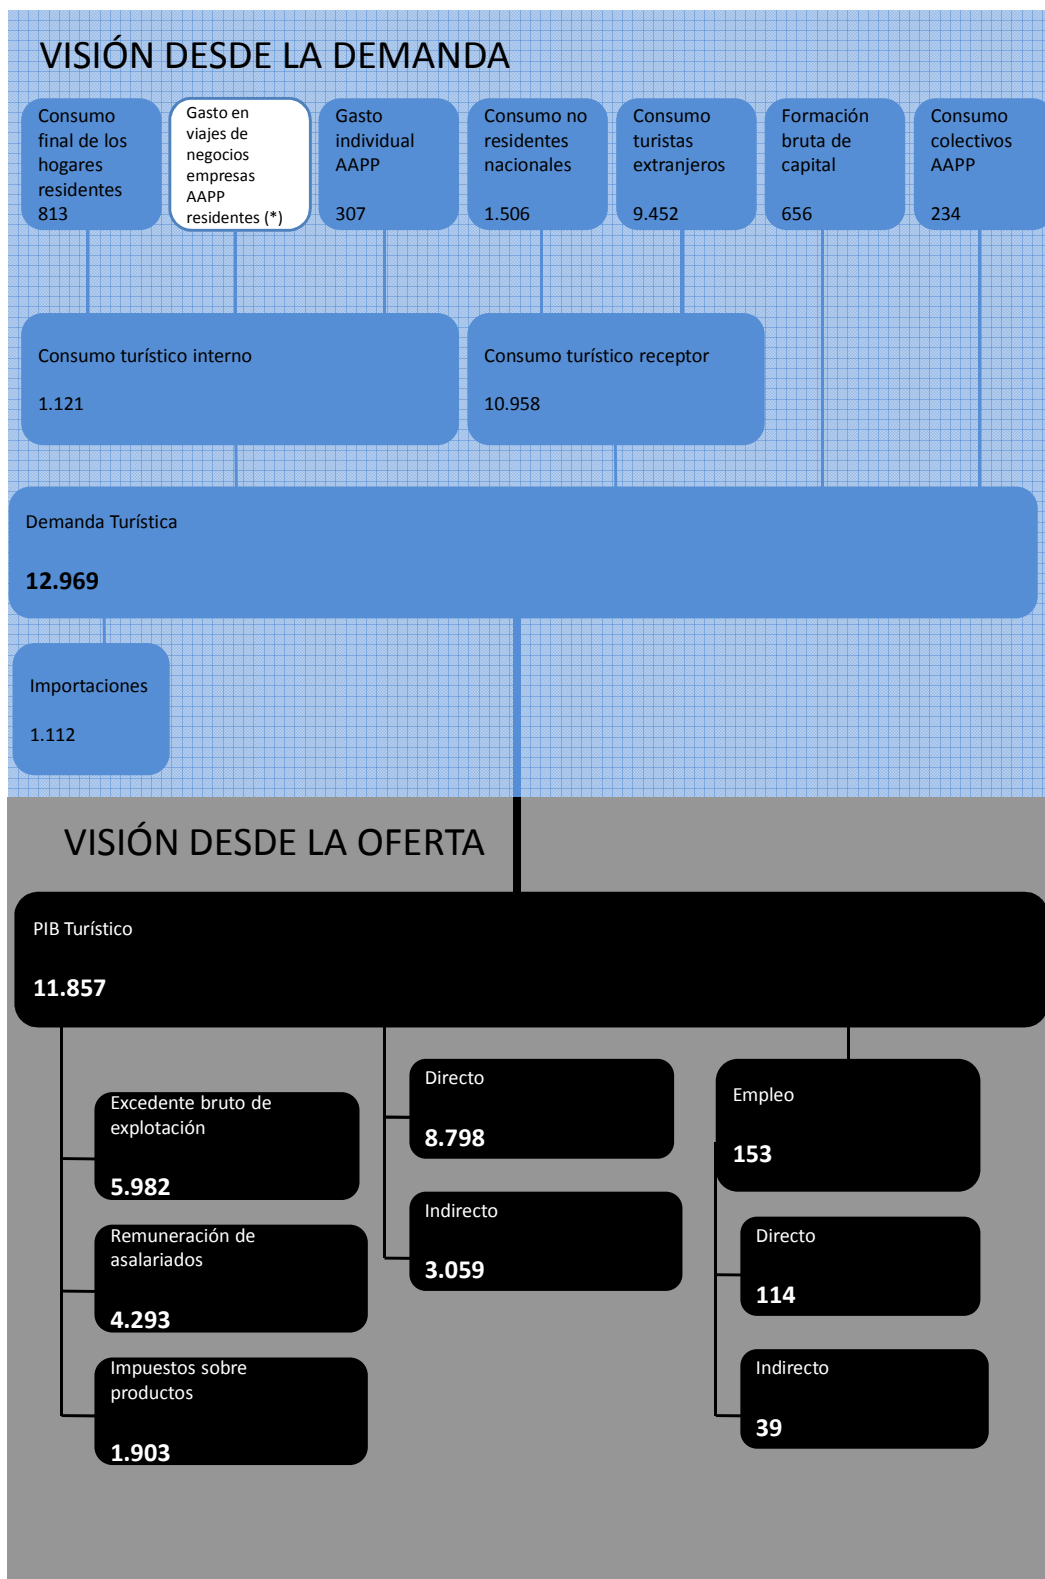 VISIÓN DESDE LA DEMANDA
Consumo
final de los
hogares
residentes
813
Gasto en
viajes de
negocios
empresas
AAPP
residentes (*)
Gasto
individual
AAPP
307
Consumo no
residentes
nacionales
1.506
Consumo
turistas
extranjeros
9.452
Formación
bruta de
capital
656
Consumo
colectivos
AAPP
234
Consumo turístico interno
1.121
Consumo turístico receptor
10.958
Demanda Turística
12.969
Importaciones
1.112
VISIÓN DESDE LA OFERTA
PIB Turístico
11.857
Excedente bruto de
explotación
5.982
Remuneración de
asalariados
4.293
Impuestos sobre
productos
1.903
Directo
8.798
Indirecto
3.059
Empleo
153
Directo
114
Indirecto
39